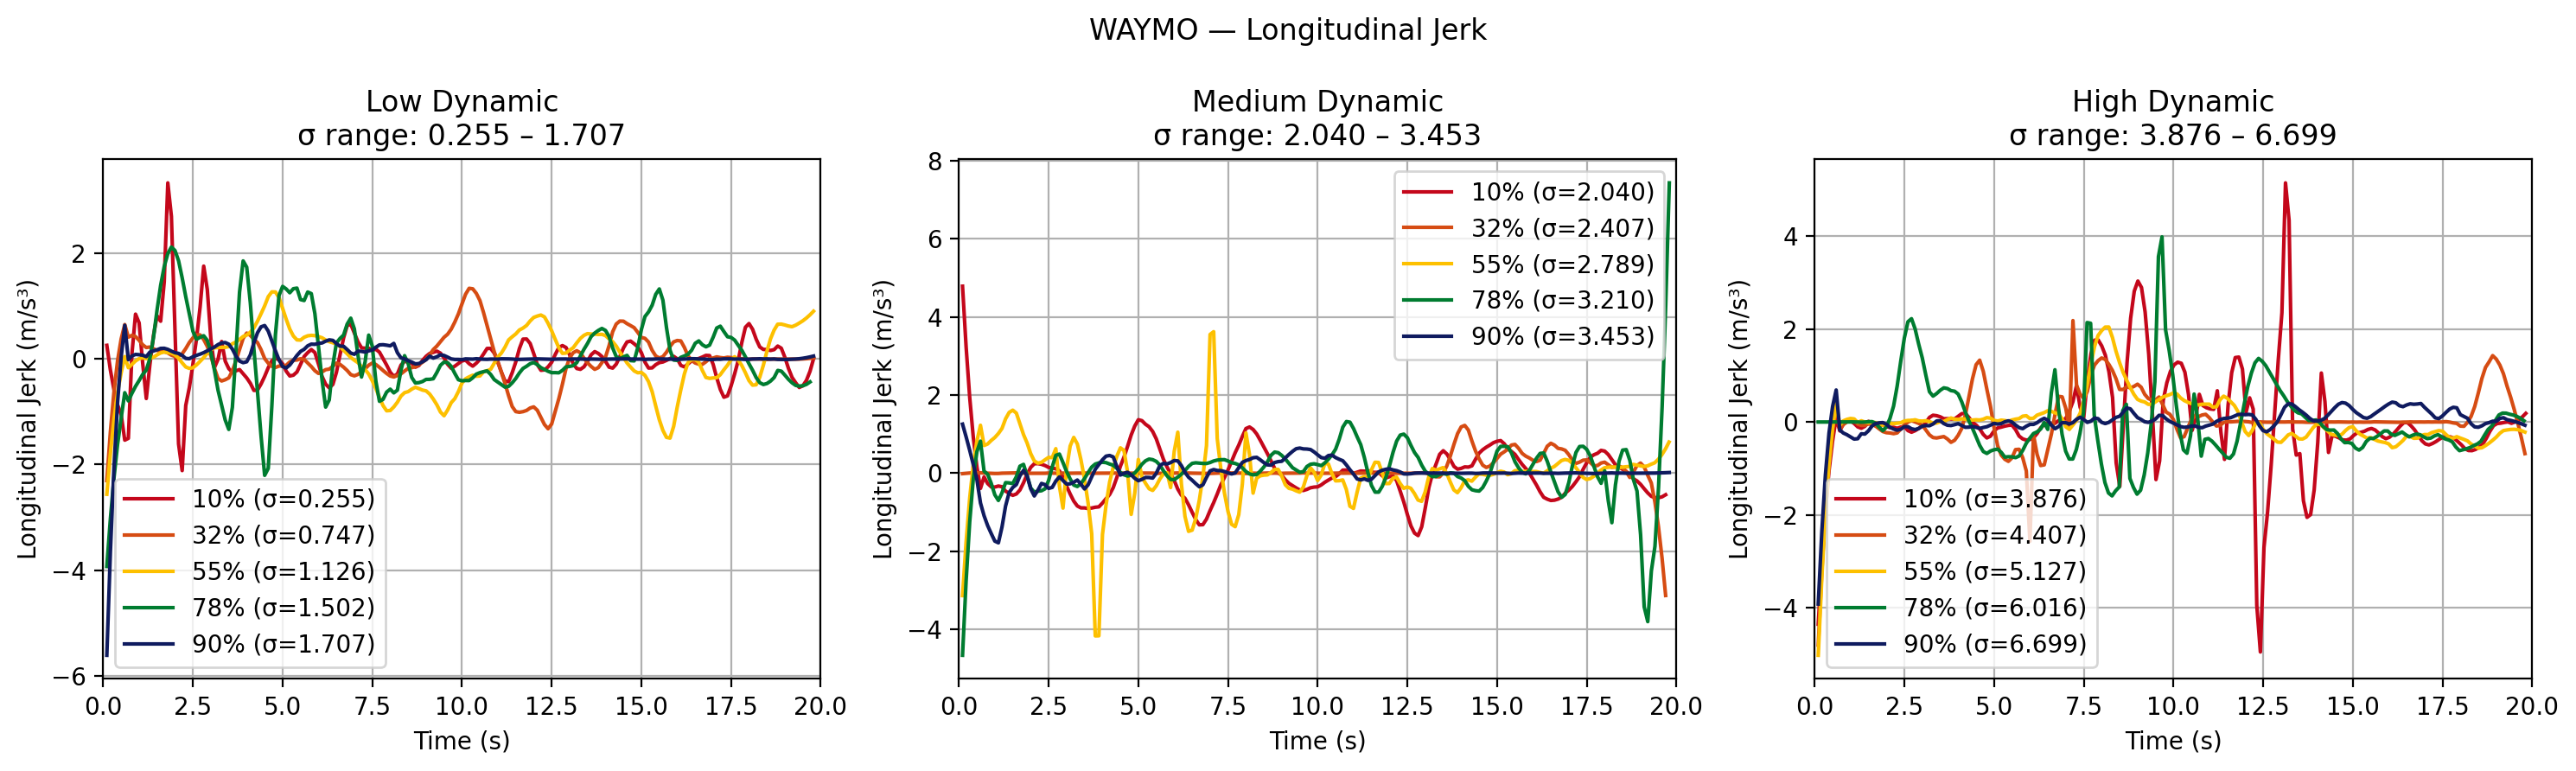 WAYMO — Longitudinal Jerk
Low Dynamic
σ range: 0.255 – 1.707
Longitudinal Jerk (m/s³)
2
0
−2
−4
−6
10% (σ=0.255)
32% (σ=0.747)
55% (σ=1.126)
78% (σ=1.502)
90% (σ=1.707)
0.0 2.5 5.0 7.5 10.0 12.5 15.0 17.5 20.0
Time (s)
Medium Dynamic
σ range: 2.040 – 3.453
Longitudinal Jerk (m/s³)
8
6
4
2
0
−2
−4
10% (σ=2.040)
32% (σ=2.407)
55% (σ=2.789)
78% (σ=3.210)
90% (σ=3.453)
0.0 2.5 5.0 7.5 10.0 12.5 15.0 17.5 20.0
Time (s)
High Dynamic
σ range: 3.876 – 6.699
Longitudinal Jerk (m/s³)
4
2
0
−2
−4
10% (σ=3.876)
32% (σ=4.407)
55% (σ=5.127)
78% (σ=6.016)
90% (σ=6.699)
0.0 2.5 5.0 7.5 10.0 12.5 15.0 17.5 20.0
Time (s)